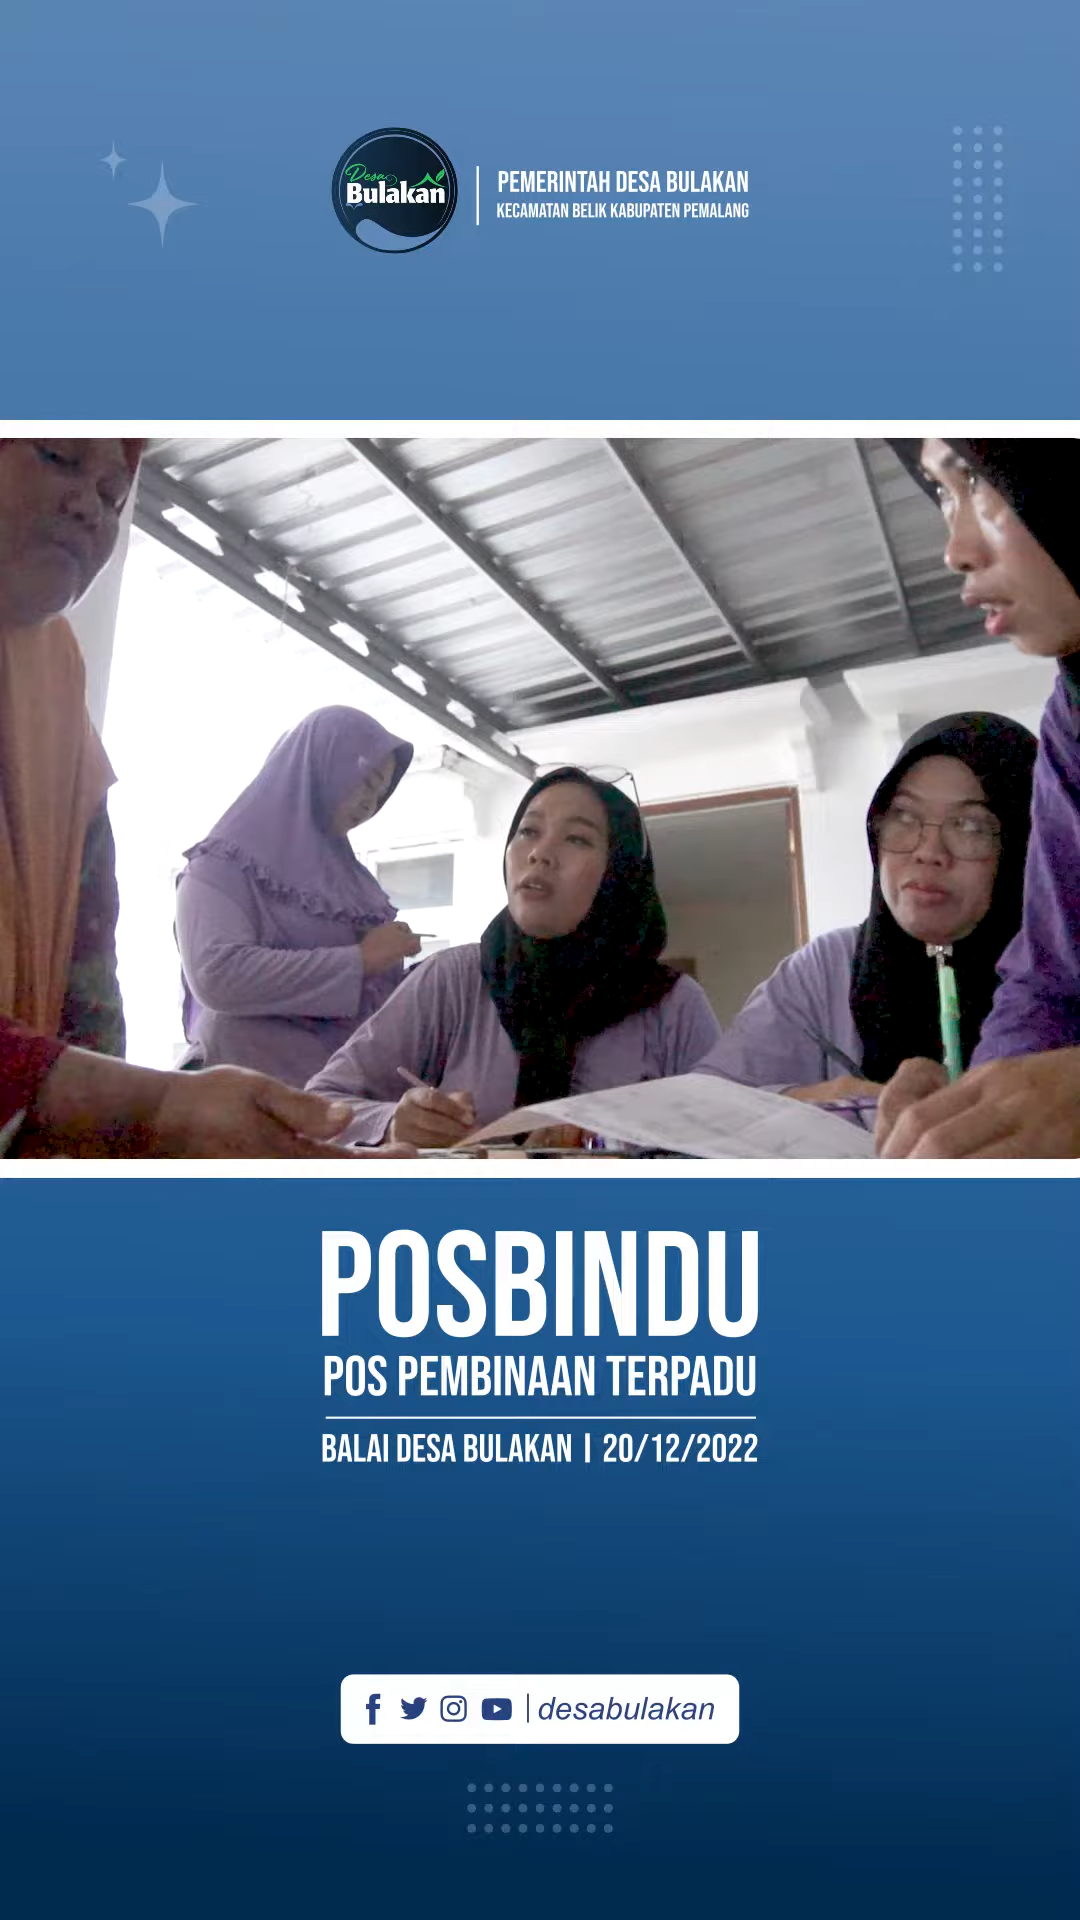 Desa
Bulakan
PEMERINTAH DESA BULAKAN
KECAMATAN BELIK KABUPATEN PEMALANG
POSBINDU
POS PEMBINAAN TERPADU
BALAI DESA BULAKAN | 20/12/2022
desabulakan